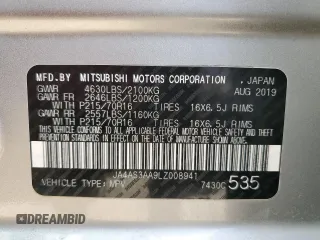 MFD.BY MITSUBISHI MOTORS CORPORATION , JAPAN
GVWR 4630LBS/2100KG AUG 2019
GAWR FR 2646LBS/1200KG
WITH P215/70R16 TIRES 16X6.5J RIMS
GAWR RR 2557LBS/1160KG
WITH P215/70R16 TIRES 16X6.5J RIMS
THIS VEHICLE CONFORMS TO ALL APPLICABLE FEDERAL MOTOR
VEHICLE SAFETY AND THEFT PREVENTION STANDARDS IN
EFFECT ON THE DATE OF MANUFACTURE SHOWN ABOVE.
JA4AS3AA9LZ008941
VEHICLE TYPE: MPV 7430C 535
AutoBidMaster